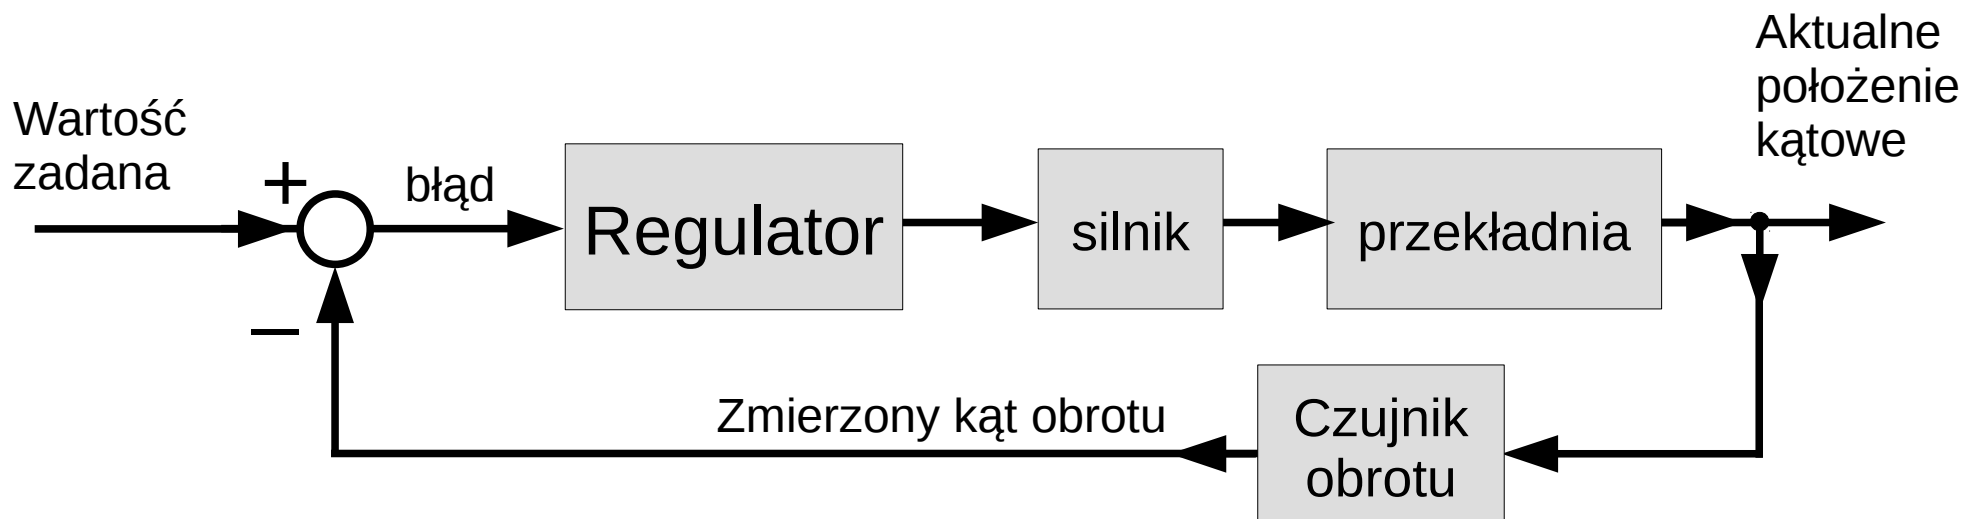 Aktualne
położenie
kątowe
Wartość
zadana
+
błąd
Regulator
silnik
przekładnia
–
Zmierzony kąt obrotu
Czujnik
obrotu